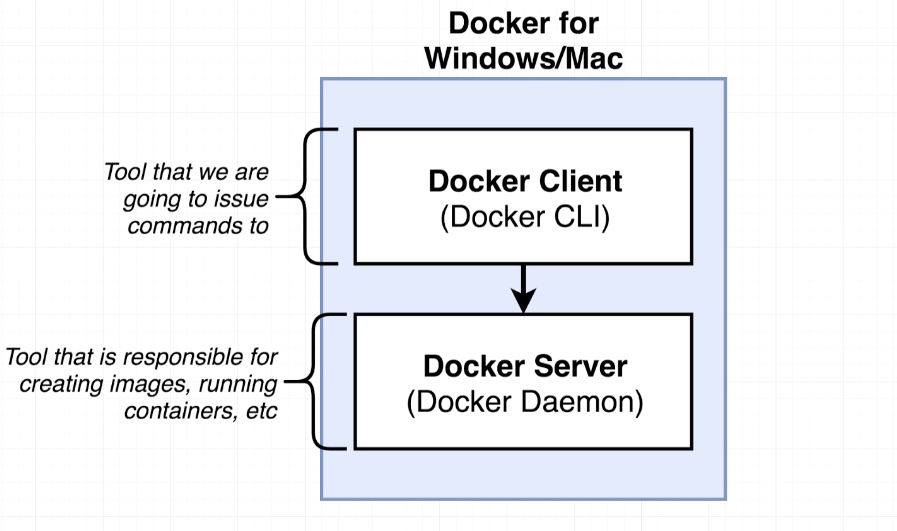 Docker for
Windows/Mac
Tool that we are
going to issue
commands to
Docker Client
(Docker CLI)
Tool that is responsible for
creating images, running
containers, etc
Docker Server
(Docker Daemon)